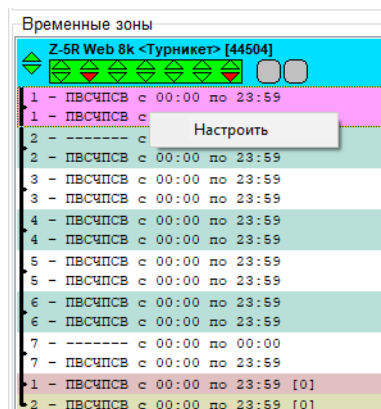 Временные зоны
Z-5R Web 8k <Турникет> [44504]
1 - ПВСЧПСВ с 00:00 по 23:59
1 - ПВСЧПСВ с
Настроить
2 - ------- с
2 - ПВСЧПСВ с 00:00 по 23:59
3 - ПВСЧПСВ с 00:00 по 23:59
3 - ПВСЧПСВ с 00:00 по 23:59
4 - ПВСЧПСВ с 00:00 по 23:59
4 - ПВСЧПСВ с 00:00 по 23:59
5 - ПВСЧПСВ с 00:00 по 23:59
5 - ПВСЧПСВ с 00:00 по 23:59
6 - ПВСЧПСВ с 00:00 по 23:59
6 - ПВСЧПСВ с 00:00 по 23:59
7 - ------- с 00:00 по 00:00
7 - ПВСЧПСВ с 00:00 по 23:59
1 - ПВСЧПСВ с 00:00 по 23:59 [0]
2 - ПВСЧПСВ с 00:00 по 23:59 [0]